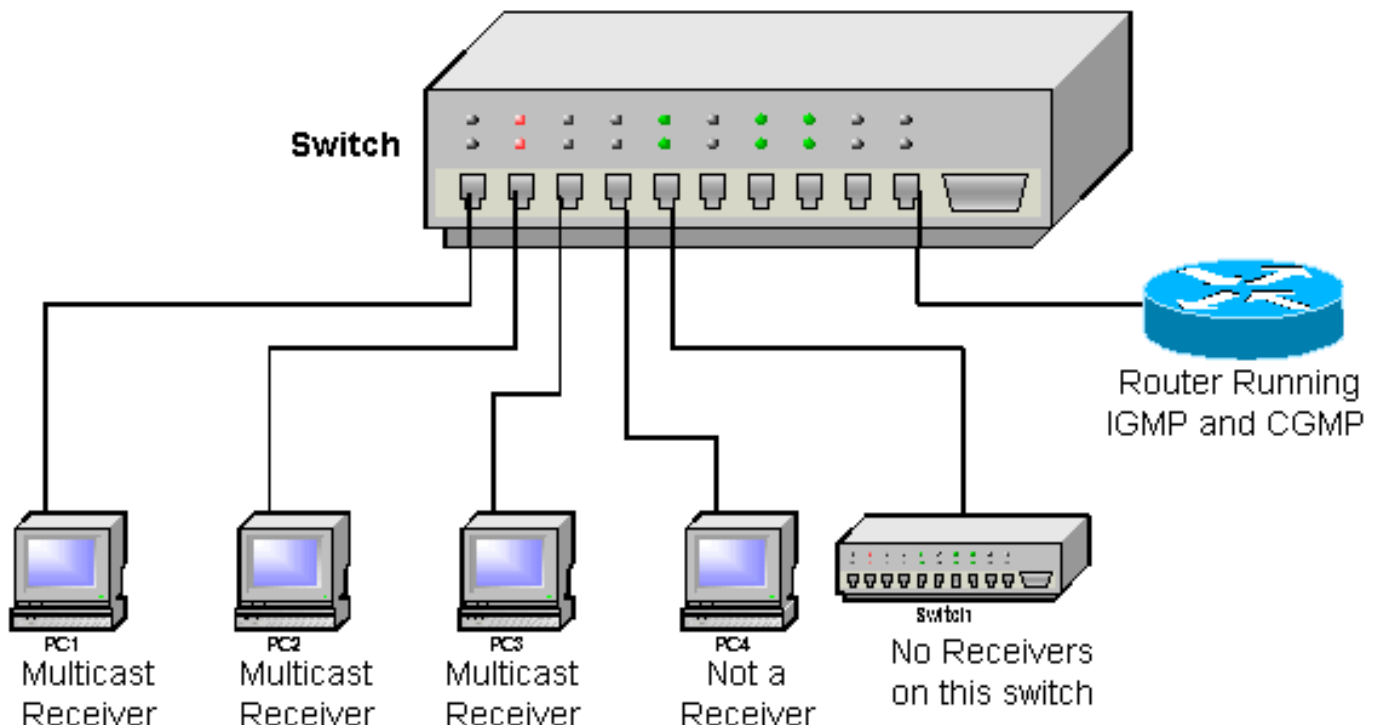 Switch
Router Running
IGMP and CGMP
PC1
Multicast
Receiver
PC2
Multicast
Receiver
PC3
Multicast
Receiver
PC4
Not a
Receiver
Switch
No Receivers
on this switch